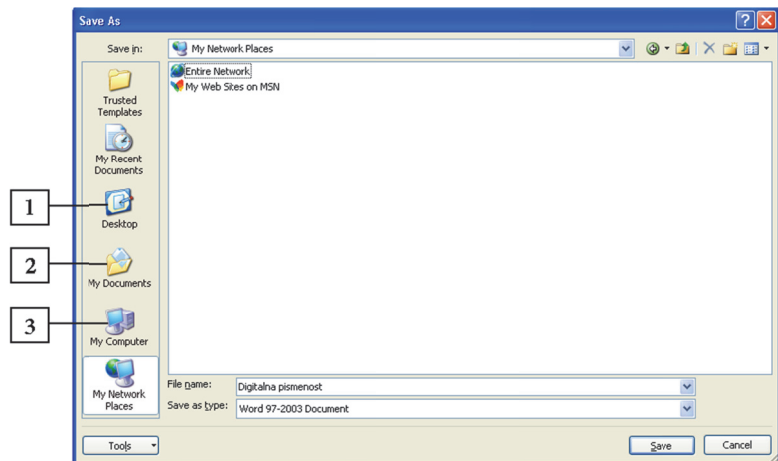 Save As
Save in:
My Network Places
Entire Network
My Web Sites on MSN
Trusted
Templates
My Recent
Documents
1
Desktop
2
My Documents
3
My Computer
My Network
Places
File name:
Digitalna pismenost
Save as type:
Word 97-2003 Document
Tools
Save
Cancel